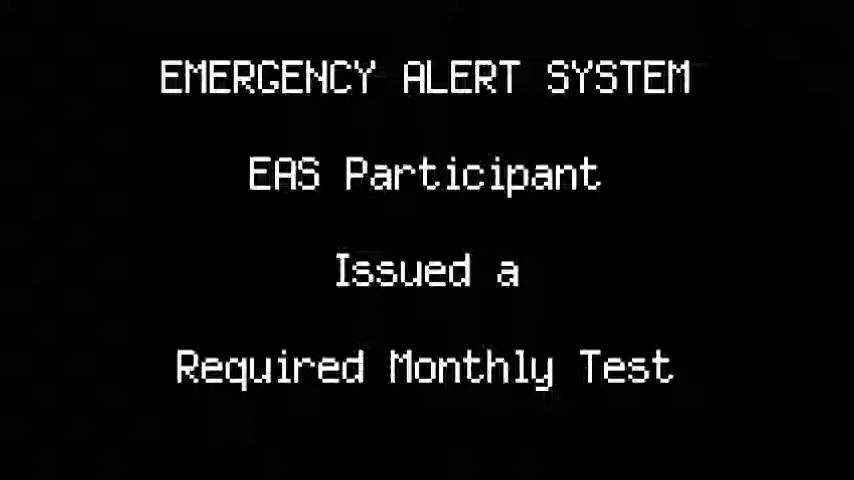 EMERGENCY ALERT SYSTEM
EAS Participant
Issued a
Required Monthly Test